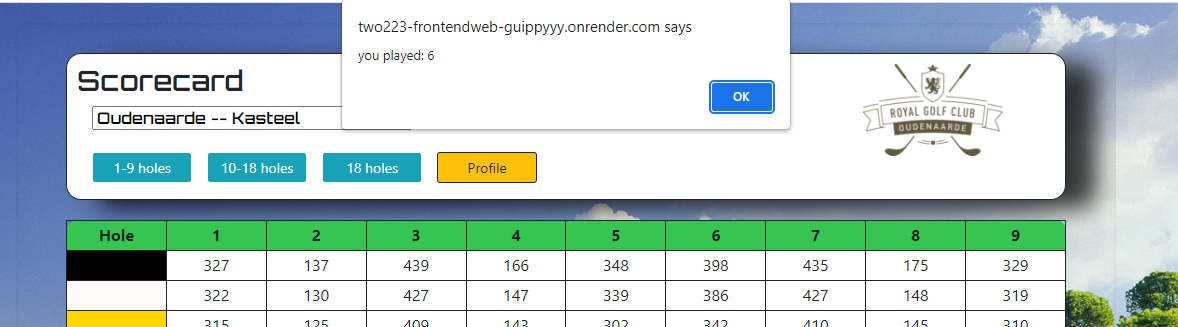 two223-frontendweb-guippyyy.onrender.com says
you played: 6
OK
Scorecard
Oudenaarde -- Kasteel
ROYAL GOLF CLUB
OUDENAARDE
1-9 holes 10-18 holes 18 holes Profile
Hole 1 2 3 4 5 6 7 8 9
327 137 439 166 348 398 435 175 329
322 130 427 147 339 386 427 148 319
315 125 409 143 302 342 410 145 310